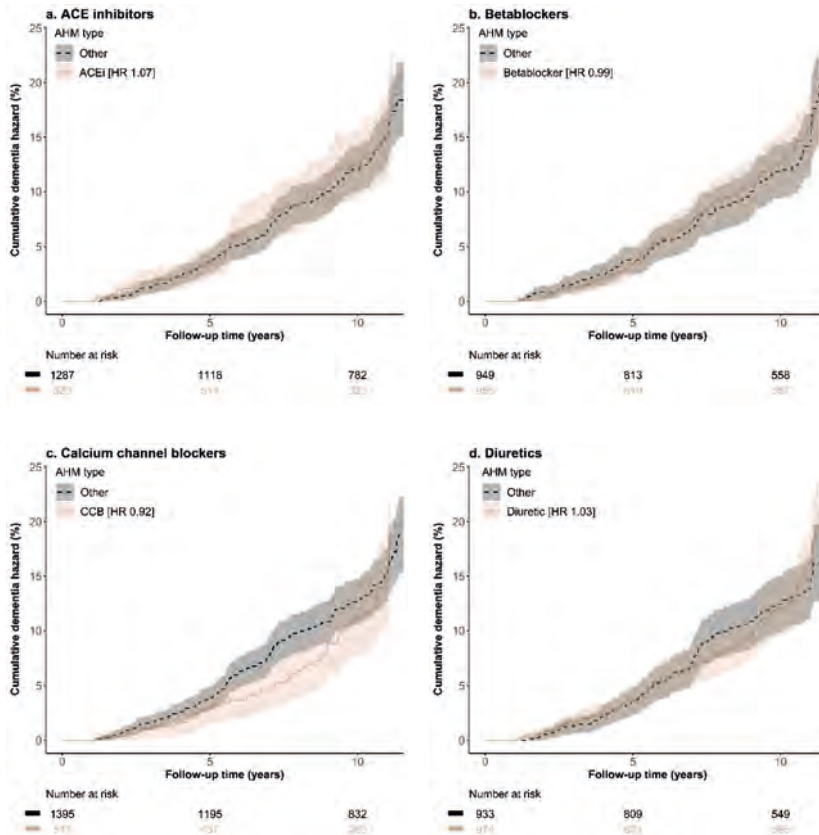 a. ACE inhibitors
AHM type
Other
ACEi [HR 1.07]
Cumulative dementia hazard (%)
25
20
15
10
5
0
0 5 10
Follow-up time (years)
Number at risk
1287 1118 782
b. Betablockers
AHM type
Other
Betablocker [HR 0.99]
Cumulative dementia hazard (%)
25
20
15
10
5
0
0 5 10
Follow-up time (years)
Number at risk
949 813 558
c. Calcium channel blockers
AHM type
Other
CCB [HR 0.92]
Cumulative dementia hazard (%)
25
20
15
10
5
0
0 5 10
Follow-up time (years)
Number at risk
1395 1195 832
d. Diuretics
AHM type
Other
Diuretic [HR 1.03]
Cumulative dementia hazard (%)
25
20
15
10
5
0
0 5 10
Follow-up time (years)
Number at risk
933 809 549